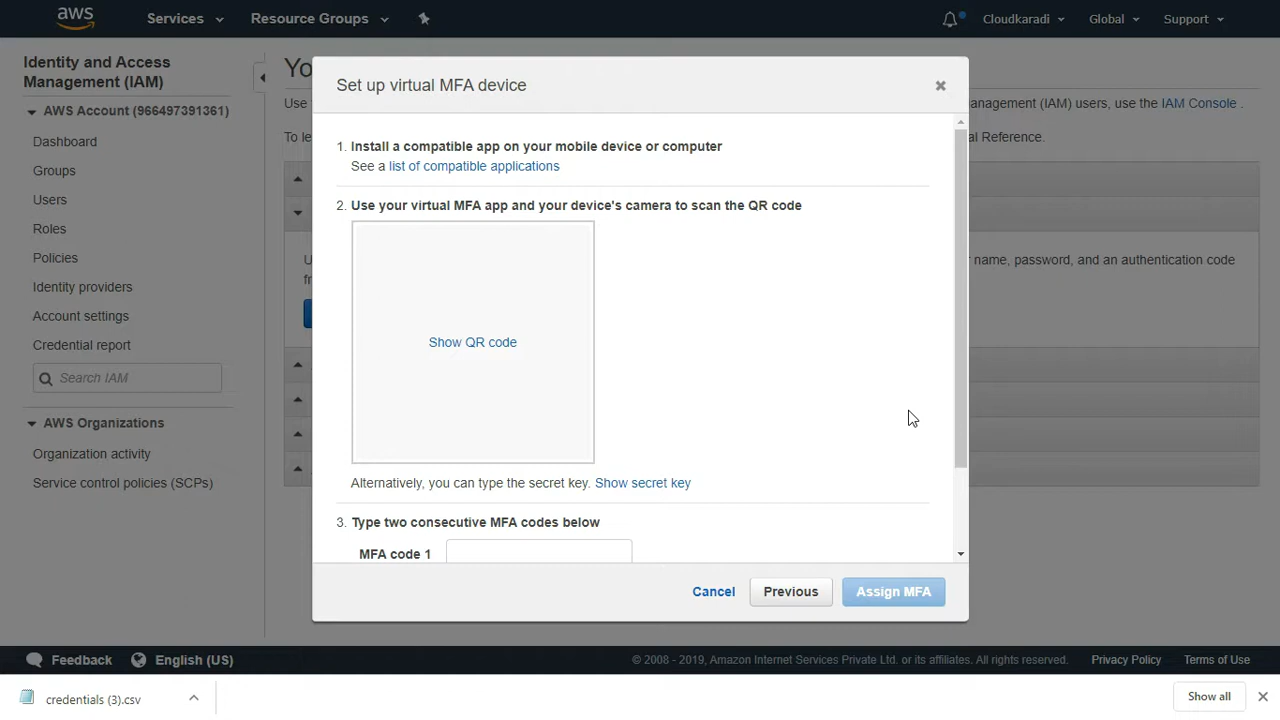 aws Services Resource Groups Cloudkaradi Global Support
Identity and Access
Management (IAM)
AWS Account (966497391361)
Dashboard
Groups
Users
Roles
Policies
Identity providers
Account settings
Credential report
Search IAM
AWS Organizations
Organization activity
Service control policies (SCPs)
Yo
Use
anagement (IAM) users, use the IAM Console .
To le
al Reference.
U
name, password, and an authentication code
fr
Set up virtual MFA device
1. Install a compatible app on your mobile device or computer
See a list of compatible applications
2. Use your virtual MFA app and your device's camera to scan the QR code
Show QR code
Alternatively, you can type the secret key. Show secret key
3. Type two consecutive MFA codes below
MFA code 1
Cancel Previous Assign MFA
Feedback English (US) © 2008 - 2019, Amazon Internet Services Private Ltd. or its affiliates. All rights reserved. Privacy Policy Terms of Use
credentials (3).csv Show all